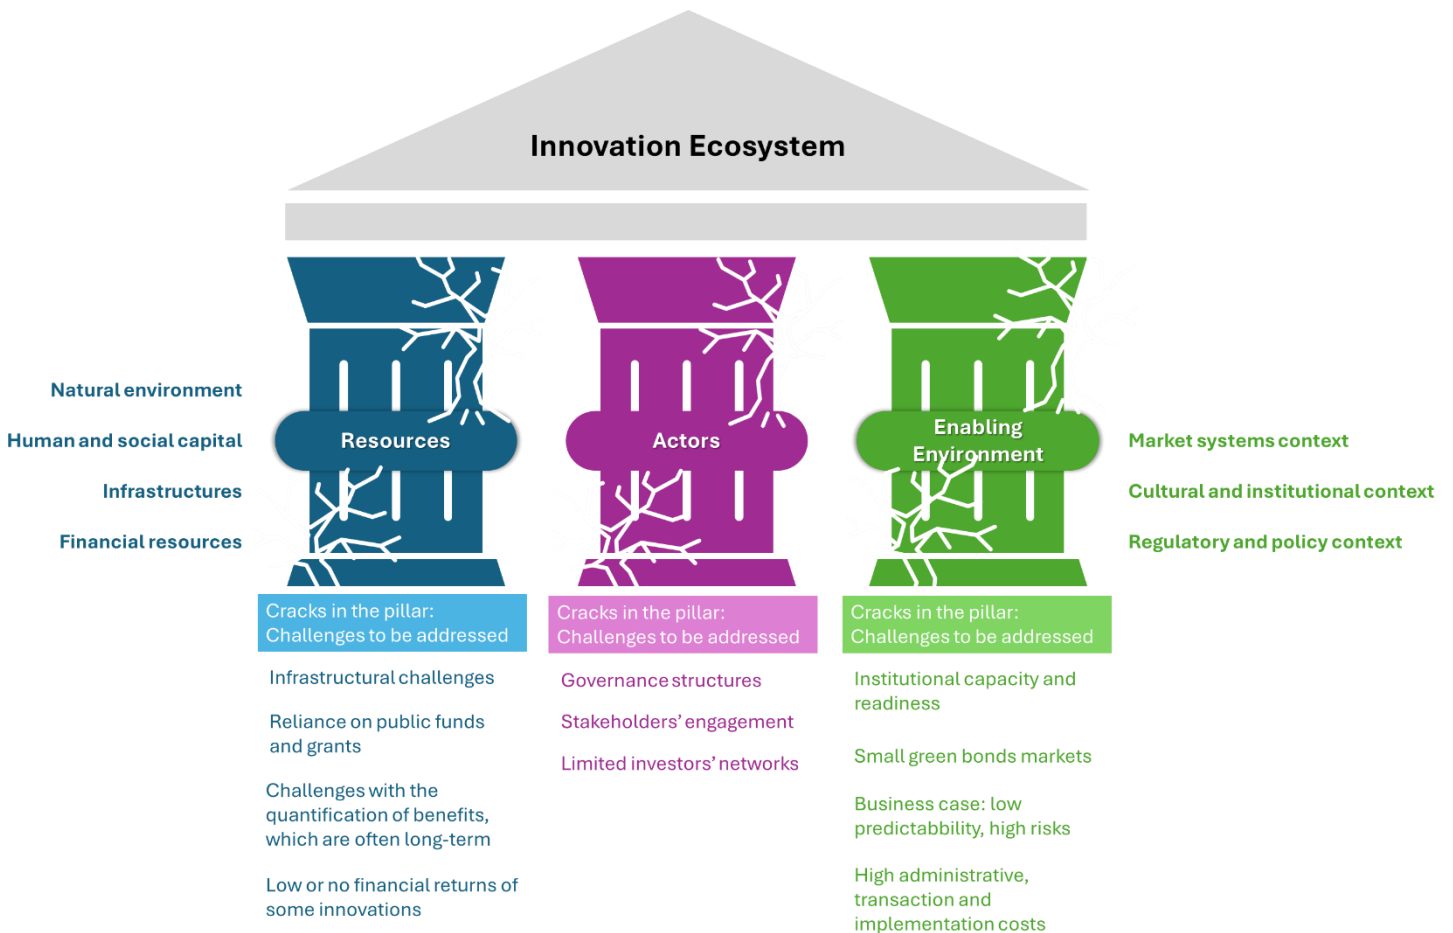 Innovation Ecosystem
Natural environment
Human and social capital
Infrastructures
Financial resources
Resources
Actors
Enabling
Environment
Market systems context
Cultural and institutional context
Regulatory and policy context
Cracks in the pillar:
Challenges to be addressed
Infrastructural challenges
Reliance on public funds
and grants
Challenges with the
quantification of benefits,
which are often long-term
Low or no financial returns of
some innovations
Cracks in the pillar:
Challenges to be addressed
Governance structures
Stakeholders’ engagement
Limited investors’ networks
Cracks in the pillar:
Challenges to be addressed
Institutional capacity and
readiness
Small green bonds markets
Business case: low
predictabbility, high risks
High administrative,
transaction and
implementation costs